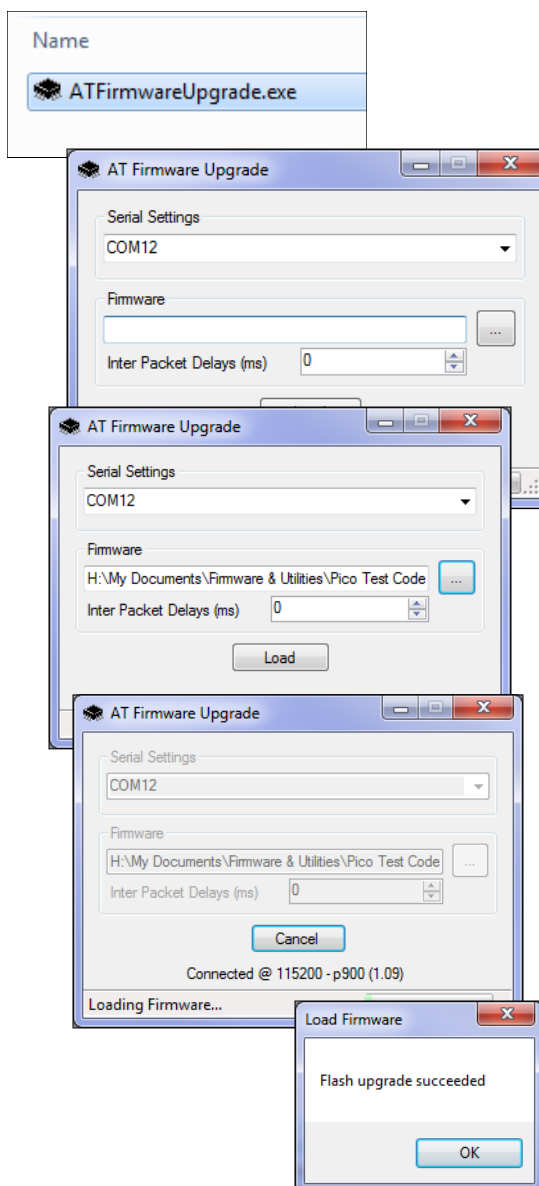 Name
ATFirmwareUpgrade.exe
AT Firmware Upgrade
Serial Settings
COM12
Firmware
...
Inter Packet Delays (ms) 0
AT Firmware Upgrade
Serial Settings
COM12
Firmware
H:\My Documents\Firmware & Utilities\Pico Test Code ...
Inter Packet Delays (ms) 0
Load
AT Firmware Upgrade
Serial Settings
COM12
Firmware
H:\My Documents\Firmware & Utilities\Pico Test Code ...
Inter Packet Delays (ms) 0
Cancel
Connected @ 115200 - p900 (1.09)
Loading Firmware...
Load Firmware
Flash upgrade succeeded
OK